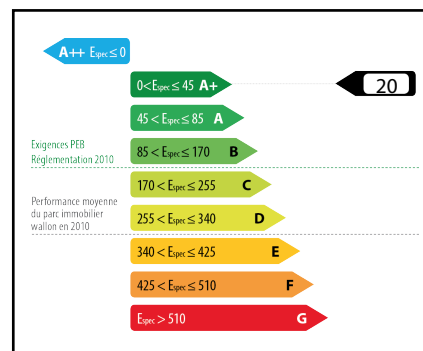 A++ Espec ≤ 0
0 < Espec ≤ 45 A+
20
45 < Espec ≤ 85 A
Exigences PEB
Réglementation 2010
85 < Espec ≤ 170 B
170 < Espec ≤ 255 C
Performance moyenne
du parc immobilier
wallon en 2010
255 < Espec ≤ 340 D
340 < Espec ≤ 425 E
425 < Espec ≤ 510 F
Espec > 510 G